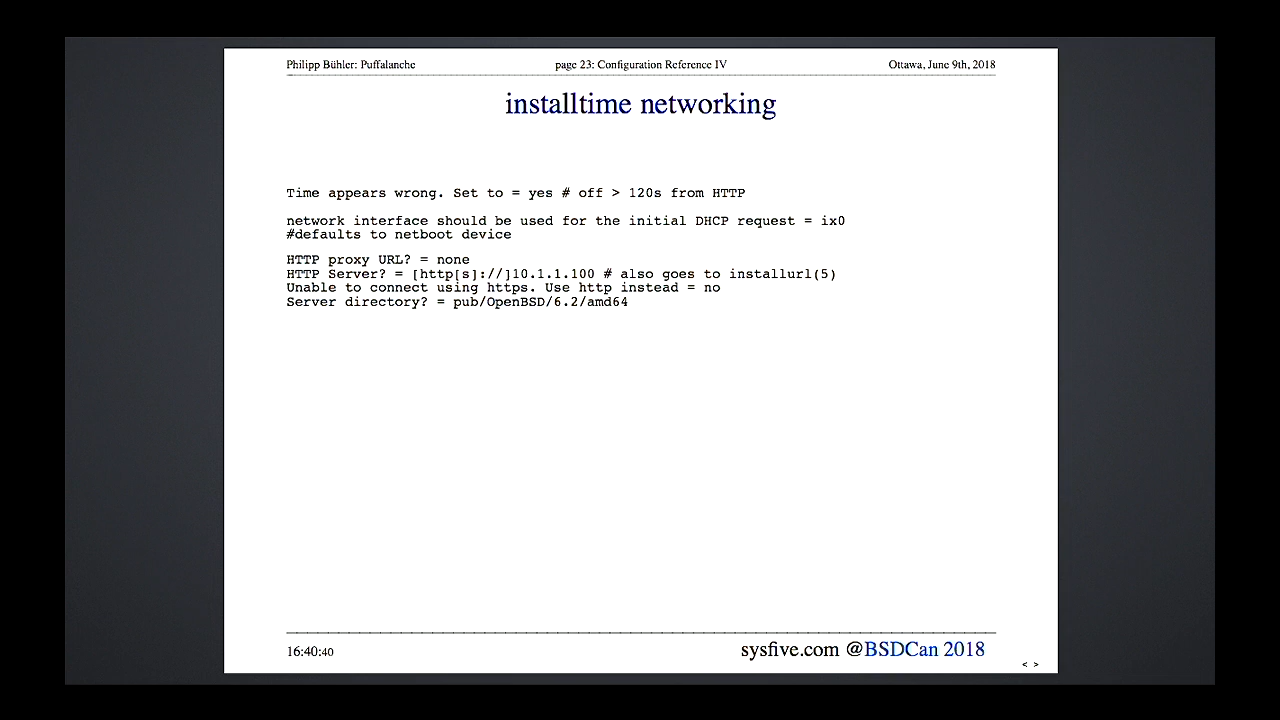 Philipp Bühler: Puffalanche page 23: Configuration Reference IV Ottawa, June 9th, 2018
installtime networking
Time appears wrong. Set to = yes # off > 120s from HTTP
network interface should be used for the initial DHCP request = ix0
#defaults to netboot device
HTTP proxy URL? = none
HTTP Server? = [http[s]://]10.1.1.100 # also goes to installurl(5)
Unable to connect using https. Use http instead = no
Server directory? = pub/OpenBSD/6.2/amd64
16:40:40 sysfive.com @BSDCan 2018
< >